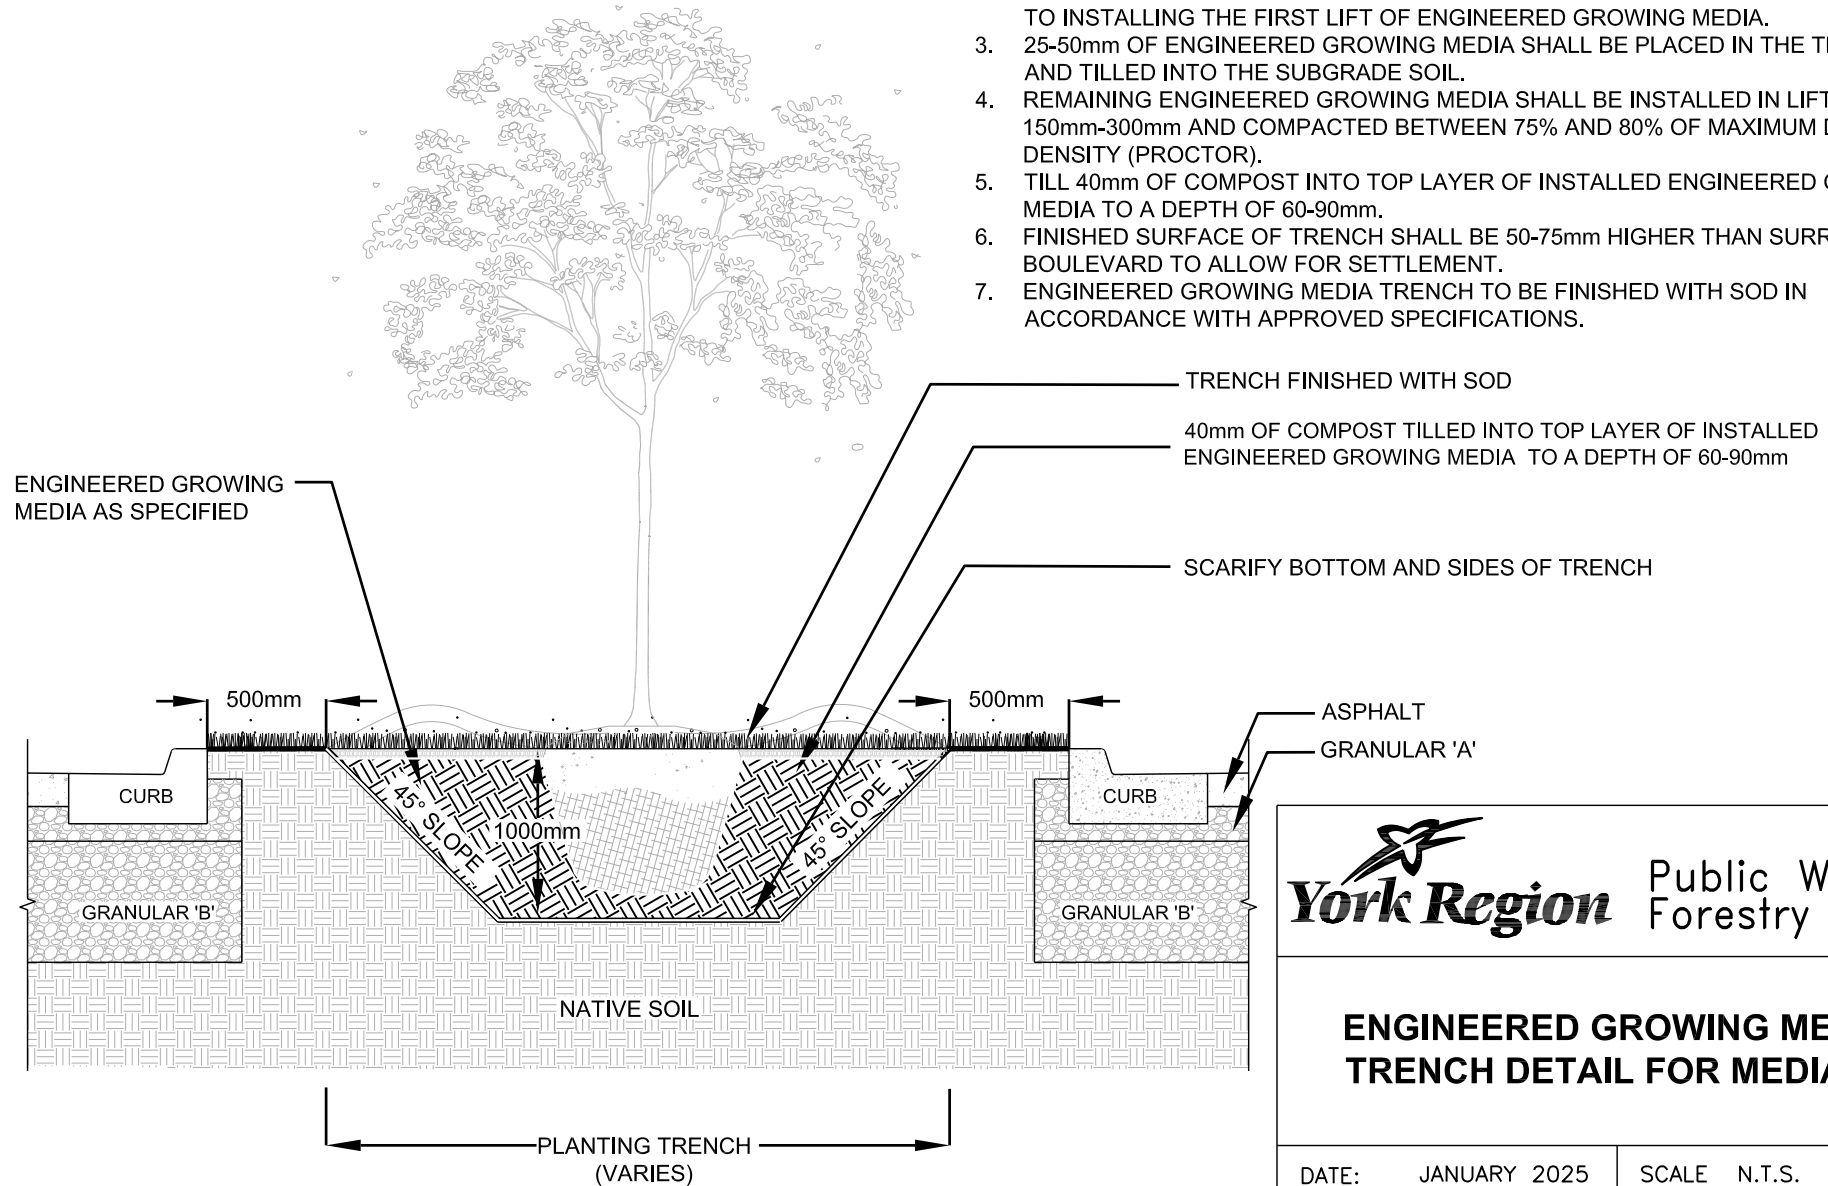 TO INSTALLING THE FIRST LIFT OF ENGINEERED GROWING MEDIA.
3. 25-50mm OF ENGINEERED GROWING MEDIA SHALL BE PLACED IN THE
AND TILLED INTO THE SUBGRADE SOIL.
4. REMAINING ENGINEERED GROWING MEDIA SHALL BE INSTALLED IN LIFT
150mm-300mm AND COMPACTED BETWEEN 75% AND 80% OF MAXIMUM
DENSITY (PROCTOR).
5. TILL 40mm OF COMPOST INTO TOP LAYER OF INSTALLED ENGINEERED
MEDIA TO A DEPTH OF 60-90mm.
6. FINISHED SURFACE OF TRENCH SHALL BE 50-75mm HIGHER THAN SURR
BOULEVARD TO ALLOW FOR SETTLEMENT.
7. ENGINEERED GROWING MEDIA TRENCH TO BE FINISHED WITH SOD IN
ACCORDANCE WITH APPROVED SPECIFICATIONS.
TRENCH FINISHED WITH SOD
40mm OF COMPOST TILLED INTO TOP LAYER OF INSTALLED
ENGINEERED GROWING MEDIA TO A DEPTH OF 60-90mm
ENGINEERED GROWING
MEDIA AS SPECIFIED
SCARIFY BOTTOM AND SIDES OF TRENCH
500mm
500mm
ASPHALT
GRANULAR 'A'
CURB
45° SLOPE
1000mm
45° SLOPE
CURB
GRANULAR 'B'
GRANULAR 'B'
NATIVE SOIL
PLANTING TRENCH
(VARIES)
York Region
Public W
Forestry
ENGINEERED GROWING ME
TRENCH DETAIL FOR MEDIA
DATE: JANUARY 2025
SCALE N.T.S.